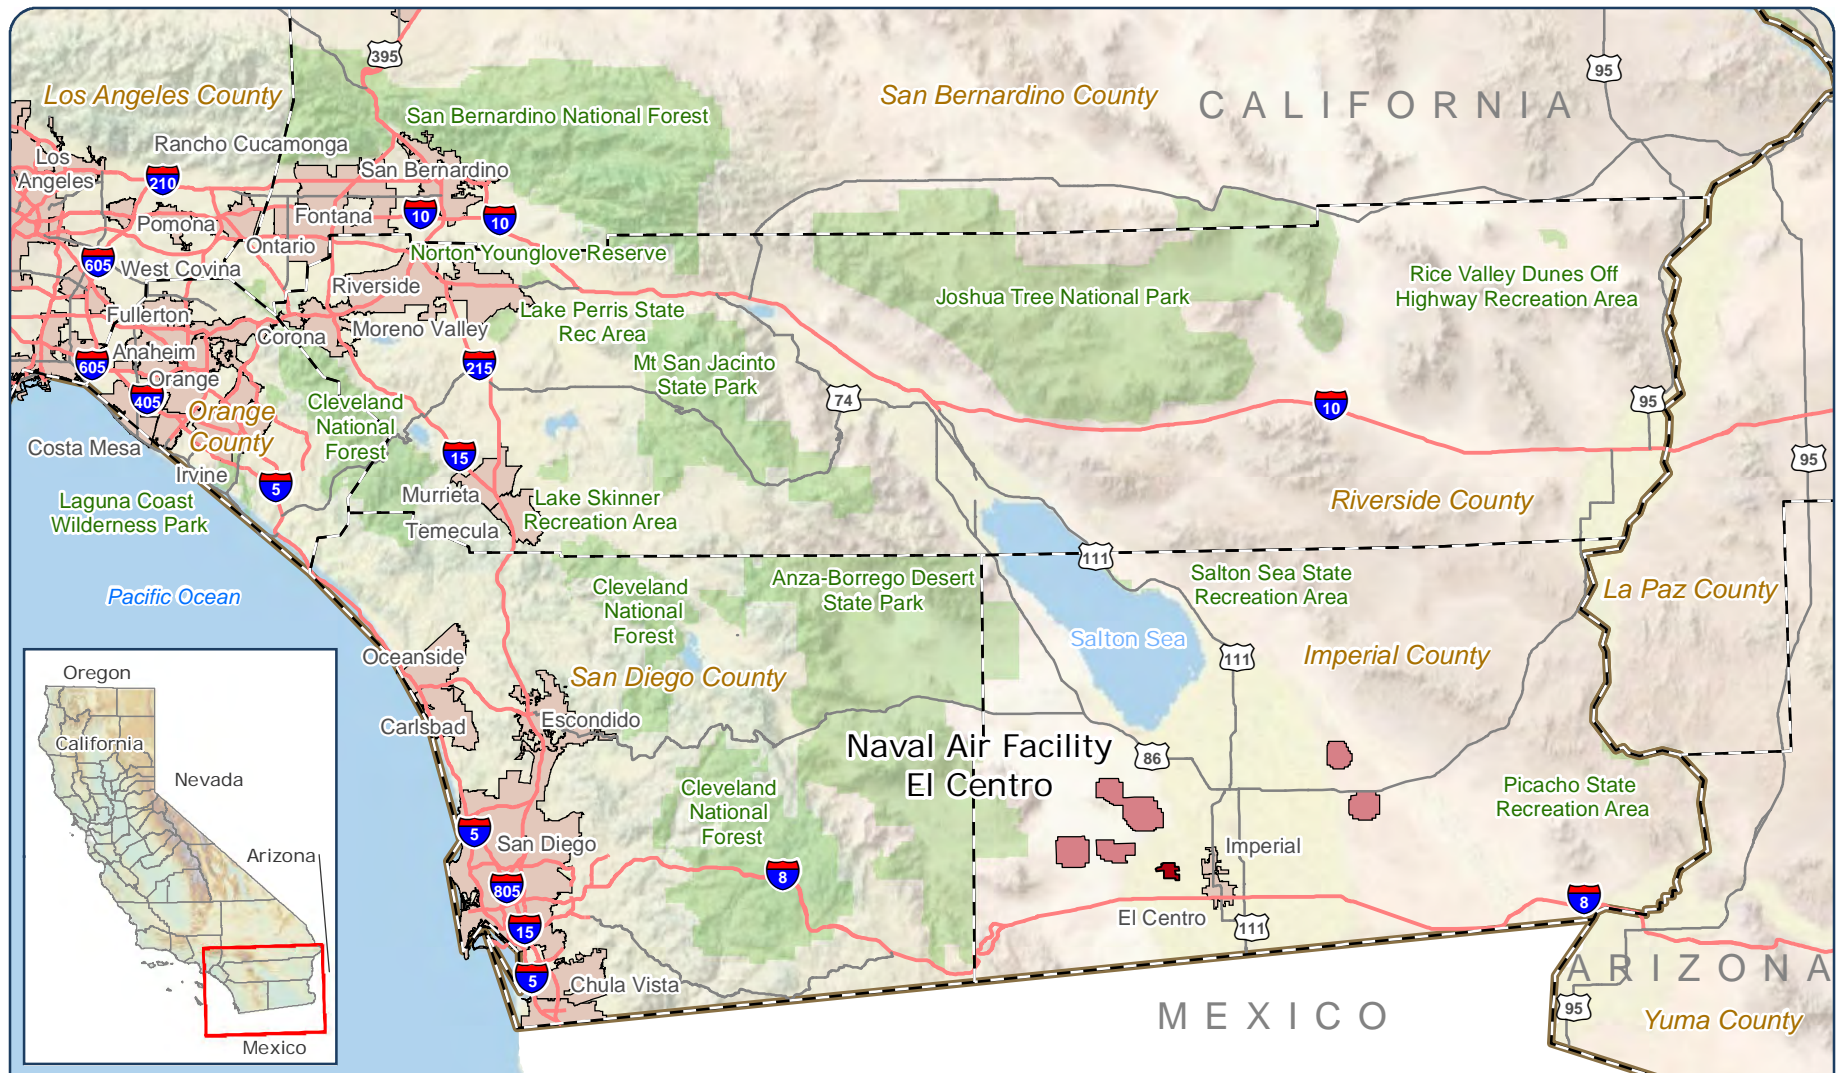 395
95
Los Angeles County
San Bernardino County
CALIFORNIA
San Bernardino National Forest
Rancho Cucamonga
Los
Angeles
San Bernardino
210
Pomona
Fontana
10
10
Ontario
Norton Younglove Reserve
605
West Covina
Riverside
Rice Valley Dunes Off
Highway Recreation Area
Joshua Tree National Park
Fullerton
Lake Perris State
Rec Area
Corona
Moreno Valley
Anaheim
605
215
Mt San Jacinto
State Park
Orange
405
74
10
95
Orange
County
Cleveland
National
Forest
Costa Mesa
15
95
Irvine
5
Murrieta
Lake Skinner
Recreation Area
Riverside County
Laguna Coast
Wilderness Park
Temecula
111
Pacific Ocean
Cleveland
National
Forest
Anza-Borrego Desert
State Park
Salton Sea State
Recreation Area
La Paz County
Salton Sea
Oceanside
111
Imperial County
San Diego County
Carlsbad
Escondido
Naval Air Facility
El Centro
86
Cleveland
National
Forest
Picacho State
Recreation Area
5
San Diego
Imperial
805
8
8
15
El Centro
111
5
Chula Vista
ARIZONA
MEXICO
95
Yuma County
Oregon
California
Nevada
Arizona
Mexico